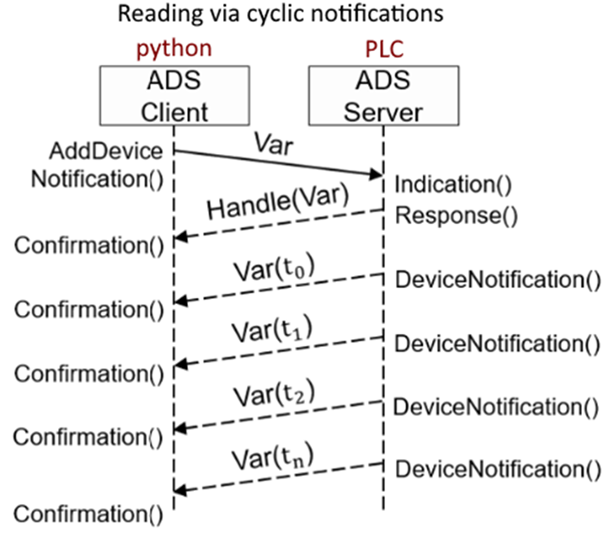 Reading via cyclic notifications
python PLC
ADS ADS
Client Server
AddDevice Var
Notification() Indication()
Handle(Var) Response()
Confirmation()
Var(t₀) DeviceNotification()
Confirmation()
Var(t₁) DeviceNotification()
Confirmation()
Var(t₂) DeviceNotification()
Confirmation()
Var(tₙ) DeviceNotification()
Confirmation()